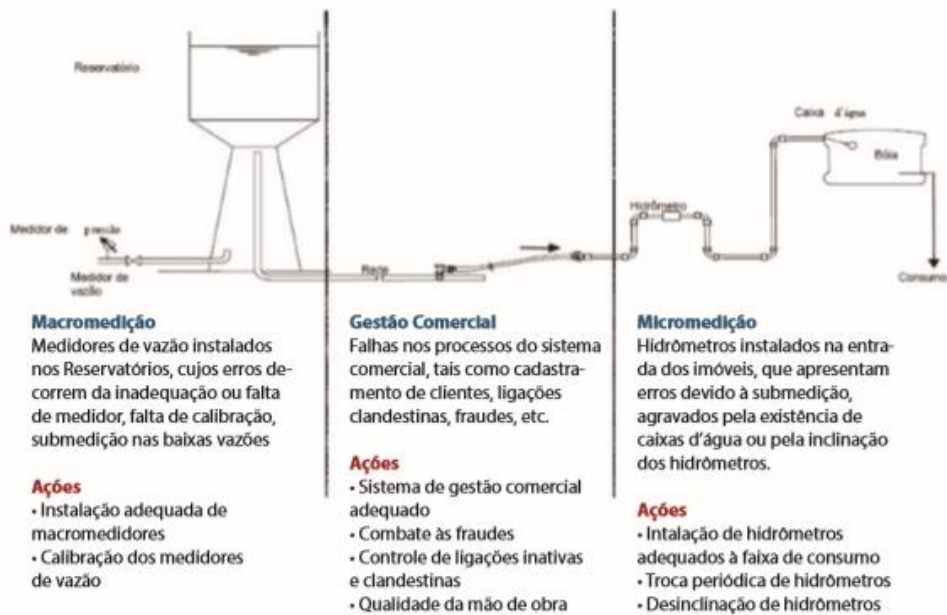 Reservatório
Caixa d'água
Bóia
Hidrômetro
Medidor de pressão
Medidor de
vazão
Rede
Consumo
Macromedição
Medidores de vazão instalados
nos Reservatórios, cujos erros de-
correm da inadequação ou falta
de medidor, falta de calibração,
submedição nas baixas vazões
Ações
• Instalação adequada de
macromedidores
• Calibração dos medidores
de vazão
Gestão Comercial
Falhas nos processos do sistema
comercial, tais como cadastra-
mento de clientes, ligações
clandestinas, fraudes, etc.
Ações
• Sistema de gestão comercial
adequado
• Combate às fraudes
• Controle de ligações inativas
e clandestinas
• Qualidade da mão de obra
Micromedição
Hidrômetros instalados na entra-
da dos imóveis, que apresentam
erros devido à submedição,
agravados pela existência de
caixas d'água ou pela inclinação
dos hidrômetros.
Ações
• Intalação de hidrômetros
adequados à faixa de consumo
• Troca periódica de hidrômetros
• Desinclinação de hidrômetros